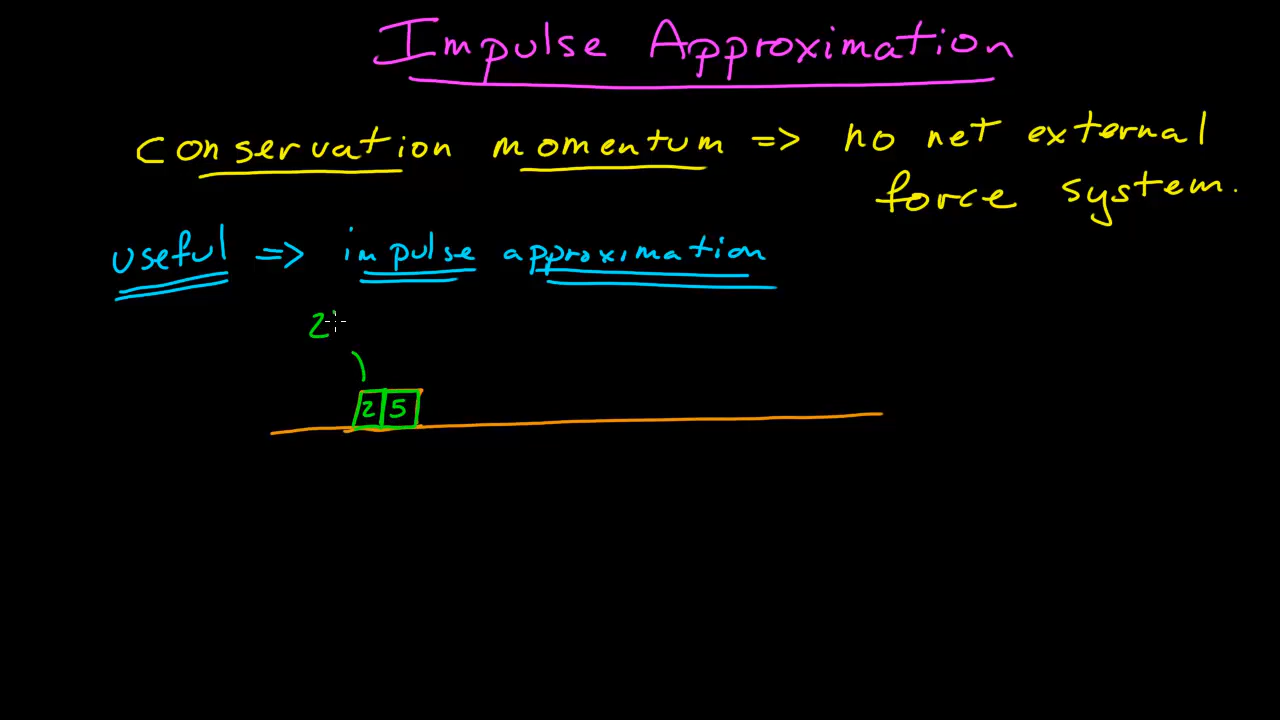 Impulse Approximation
conservation momentum => no net external
force system.
useful => impulse approximation
2
2 5